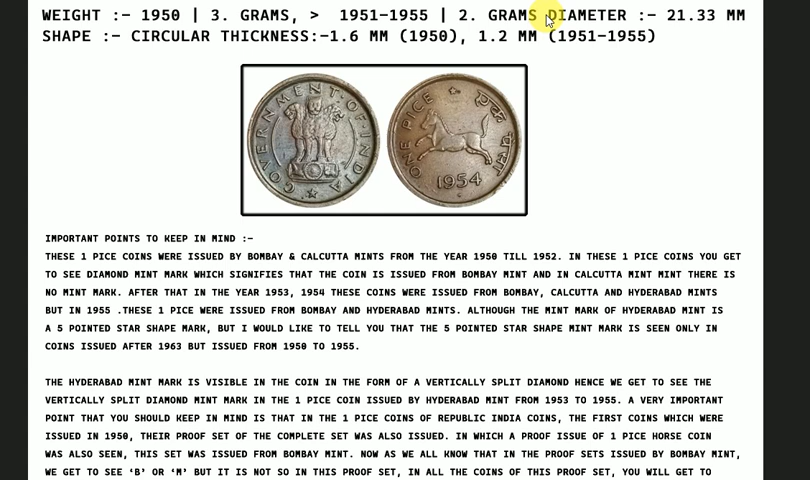 WEIGHT :- 1950 | 3. GRAMS, > 1951-1955 | 2. GRAMS DIAMETER :- 21.33 MM
SHAPE :- CIRCULAR THICKNESS:-1.6 MM (1950), 1.2 MM (1951-1955)
GOVERNMENT OF INDIA
ONE PICE
एक पैसा
1954
IMPORTANT POINTS TO KEEP IN MIND :-
THESE 1 PICE COINS WERE ISSUED BY BOMBAY & CALCUTTA MINTS FROM THE YEAR 1950 TILL 1952. IN THESE 1 PICE COINS YOU GET
TO SEE DIAMOND MINT MARK WHICH SIGNIFIES THAT THE COIN IS ISSUED FROM BOMBAY MINT AND IN CALCUTTA MINT MINT THERE IS
NO MINT MARK. AFTER THAT IN THE YEAR 1953, 1954 THESE COINS WERE ISSUED FROM BOMBAY, CALCUTTA AND HYDERABAD MINTS
BUT IN 1955 .THESE 1 PICE WERE ISSUED FROM BOMBAY AND HYDERABAD MINTS. ALTHOUGH THE MINT MARK OF HYDERABAD MINT IS
A 5 POINTED STAR SHAPE MARK, BUT I WOULD LIKE TO TELL YOU THAT THE 5 POINTED STAR SHAPE MINT MARK IS SEEN ONLY IN
COINS ISSUED AFTER 1963 BUT ISSUED FROM 1950 TO 1955.
THE HYDERABAD MINT MARK IS VISIBLE IN THE COIN IN THE FORM OF A VERTICALLY SPLIT DIAMOND HENCE WE GET TO SEE THE
VERTICALLY SPLIT DIAMOND MINT MARK IN THE 1 PICE COIN ISSUED BY HYDERABAD MINT FROM 1953 TO 1955. A VERY IMPORTANT
POINT THAT YOU SHOULD KEEP IN MIND IS THAT IN THE 1 PICE COINS OF REPUBLIC INDIA COINS, THE FIRST COINS WHICH WERE
ISSUED IN 1950, THEIR PROOF SET OF THE COMPLETE SET WAS ALSO ISSUED. IN WHICH A PROOF ISSUE OF 1 PICE HORSE COIN
WAS ALSO SEEN, THIS SET WAS ISSUED FROM BOMBAY MINT. NOW AS WE ALL KNOW THAT IN THE PROOF SETS ISSUED BY BOMBAY MINT,
WE GET TO SEE ‘B’ OR ‘M’ BUT IT IS NOT SO IN THIS PROOF SET, IN ALL THE COINS OF THIS PROOF SET, YOU WILL GET TO